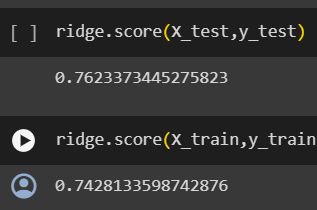 [ ] ridge.score(X_test,y_test)
0.7623373445275823
ridge.score(X_train,y_train
0.7428133598742876